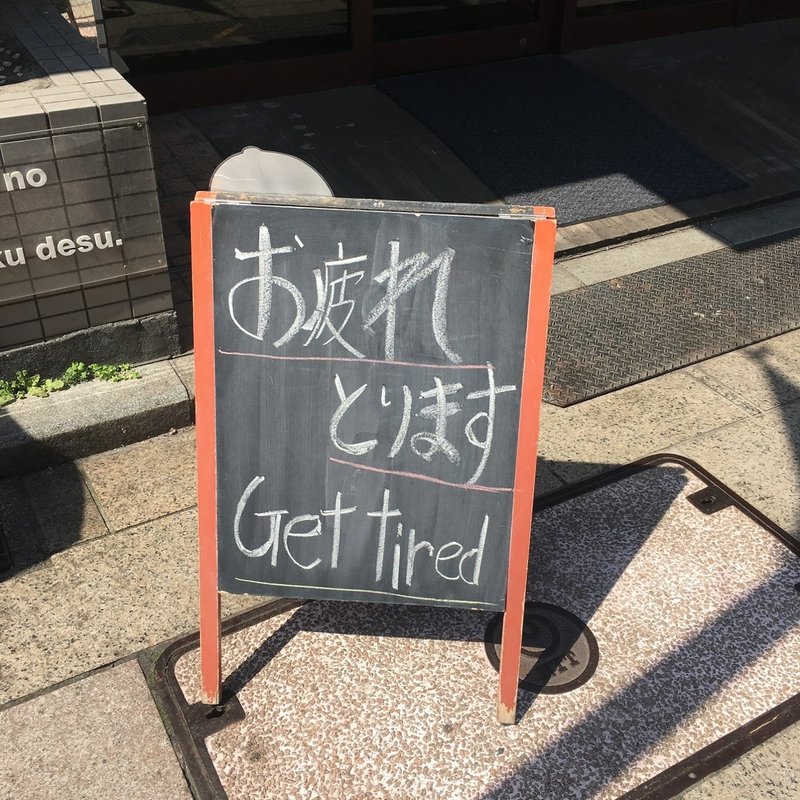 no
ku desu.
お疲れ
とります
Get tired